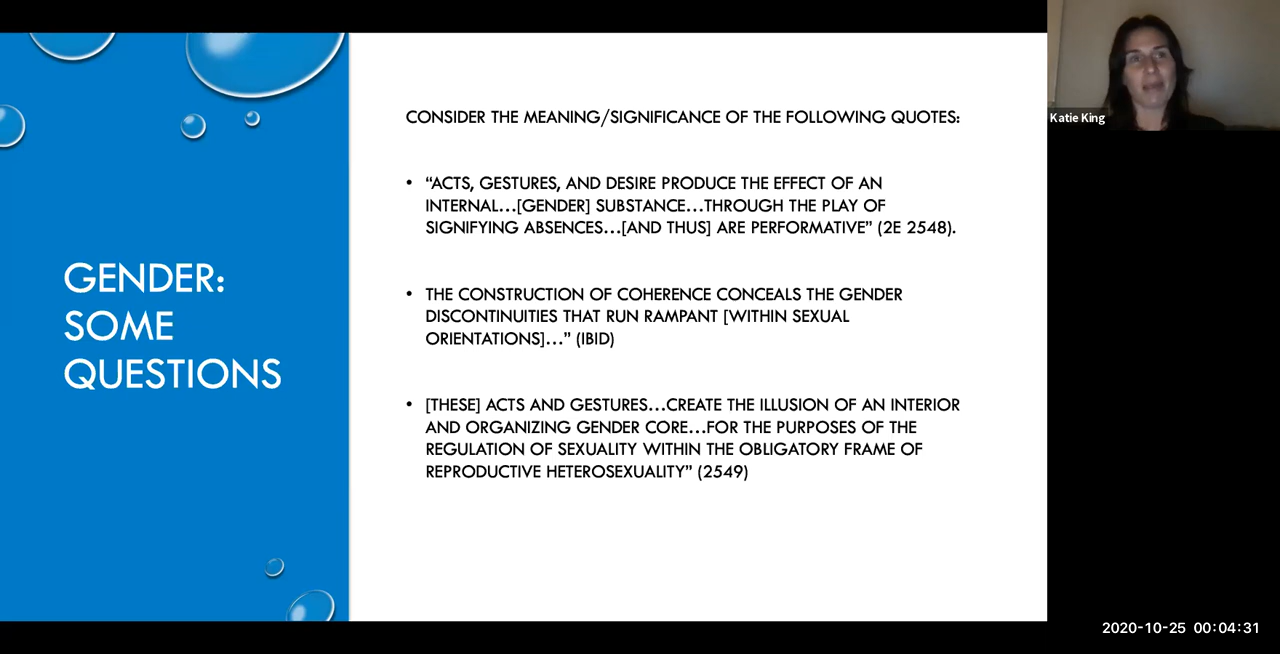 GENDER:
SOME
QUESTIONS
CONSIDER THE MEANING/SIGNIFICANCE OF THE FOLLOWING QUOTES:
• “ACTS, GESTURES, AND DESIRE PRODUCE THE EFFECT OF AN
INTERNAL…[GENDER] SUBSTANCE…THROUGH THE PLAY OF
SIGNIFYING ABSENCES…[AND THUS] ARE PERFORMATIVE” (2E 2548).
• THE CONSTRUCTION OF COHERENCE CONCEALS THE GENDER
DISCONTINUITIES THAT RUN RAMPANT [WITHIN SEXUAL
ORIENTATIONS]…” (IBID)
• [THESE] ACTS AND GESTURES…CREATE THE ILLUSION OF AN INTERIOR
AND ORGANIZING GENDER CORE…FOR THE PURPOSES OF THE
REGULATION OF SEXUALITY WITHIN THE OBLIGATORY FRAME OF
REPRODUCTIVE HETEROSEXUALITY” (2549)
Katie King
2020-10-25 00:04:31